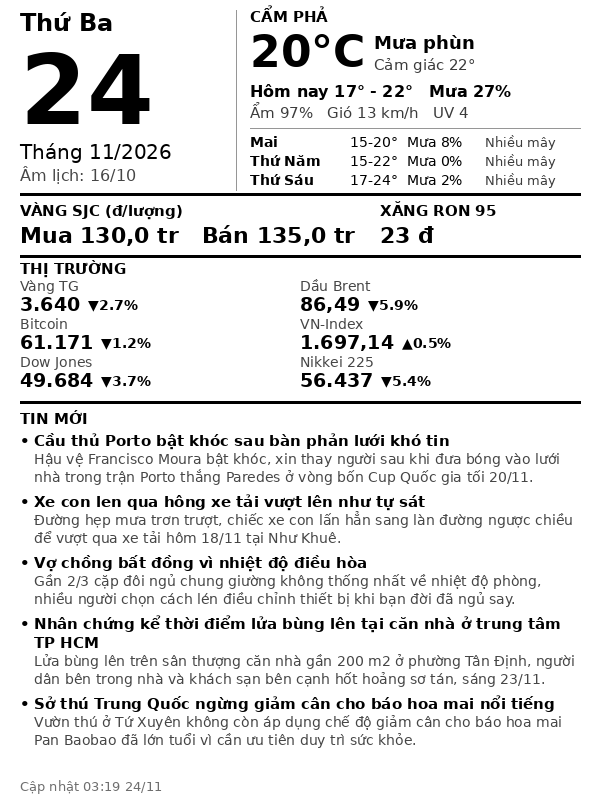 Thứ Ba
24
Tháng 11/2026
Âm lịch: 16/10
CẨM PHẢ
20°C Mưa phùn
Cảm giác 22°
Hôm nay 17° - 22° Mưa 27%
Ẩm 97% Gió 13 km/h UV 4
Mai 15-20° Mưa 8% Nhiều mây
Thứ Năm 15-22° Mưa 0% Nhiều mây
Thứ Sáu 17-24° Mưa 2% Nhiều mây
VÀNG SJC (đ/lượng)
Mua 130,0 tr Bán 135,0 tr
XĂNG RON 95
23 đ
THỊ TRƯỜNG
Vàng TG
3.640 ▼2.7%
Dầu Brent
86,49 ▼5.9%
Bitcoin
61.171 ▼1.2%
VN-Index
1.697,14 ▲0.5%
Dow Jones
49.684 ▼3.7%
Nikkei 225
56.437 ▼5.4%
TIN MỚI
• Cầu thủ Porto bật khóc sau bàn phản lưới khó tin
Hậu vệ Francisco Moura bật khóc, xin thay người sau khi đưa bóng vào lưới
nhà trong trận Porto thắng Paredes ở vòng bốn Cup Quốc gia tối 20/11.
• Xe con len qua hông xe tải vượt lên như tự sát
Đường hẹp mưa trơn trượt, chiếc xe con lấn hẳn sang làn đường ngược chiều
để vượt qua xe tải hôm 18/11 tại Như Khuê.
• Vợ chồng bất đồng vì nhiệt độ điều hòa
Gần 2/3 cặp đôi ngủ chung giường không thống nhất về nhiệt độ phòng,
nhiều người chọn cách lén điều chỉnh thiết bị khi bạn đời đã ngủ say.
• Nhân chứng kể thời điểm lửa bùng lên tại căn nhà ở trung tâm
TP HCM
Lửa bùng lên trên sân thượng căn nhà gần 200 m2 ở phường Tân Định, người
dân bên trong nhà và khách sạn bên cạnh hốt hoảng sơ tán, sáng 23/11.
• Sở thú Trung Quốc ngừng giảm cân cho báo hoa mai nổi tiếng
Vườn thú ở Tứ Xuyên không còn áp dụng chế độ giảm cân cho báo hoa mai
Pan Baobao đã lớn tuổi vì cần ưu tiên duy trì sức khỏe.
Cập nhật 03:19 24/11